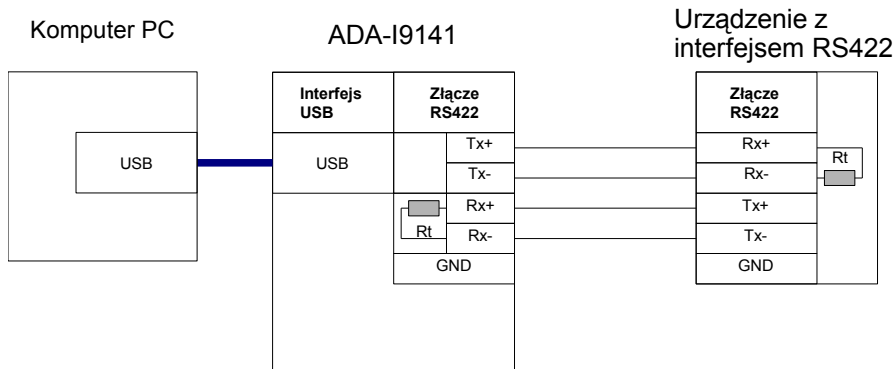 Komputer PC
ADA-I9141
Urządzenie z
interfejsem RS422
Interfejs
USB
Złącze
RS422
Złącze
RS422
USB
USB
Tx+
Tx-
Rx+
Rx-
Rt
GND
Rx+
Rx-
Tx+
Tx-
Rt
GND